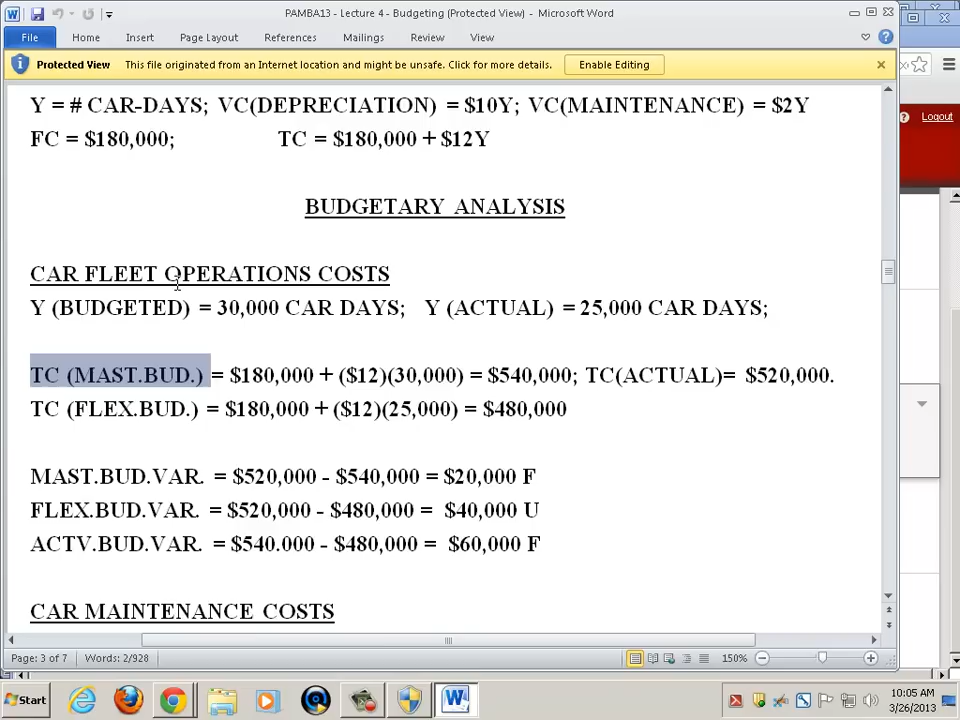 PAMBA13 - Lecture 4 - Budgeting (Protected View) - Microsoft Word
File Home Insert Page Layout References Mailings Review View
Protected View This file originated from an Internet location and might be unsafe. Click for more details. Enable Editing
Logout
Y = # CAR-DAYS; VC(DEPRECIATION) = $10Y; VC(MAINTENANCE) = $2Y
FC = $180,000; TC = $180,000 + $12Y
BUDGETARY ANALYSIS
CAR FLEET OPERATIONS COSTS
Y (BUDGETED) = 30,000 CAR DAYS; Y (ACTUAL) = 25,000 CAR DAYS;
TC (MAST.BUD.) = $180,000 + ($12)(30,000) = $540,000; TC(ACTUAL)= $520,000.
TC (FLEX.BUD.) = $180,000 + ($12)(25,000) = $480,000
MAST.BUD.VAR. = $520,000 - $540,000 = $20,000 F
FLEX.BUD.VAR. = $520,000 - $480,000 = $40,000 U
ACTV.BUD.VAR. = $540.000 - $480,000 = $60,000 F
CAR MAINTENANCE COSTS
Page: 3 of 7 Words: 2/928 150%
Start 10:05 AM
3/26/2013